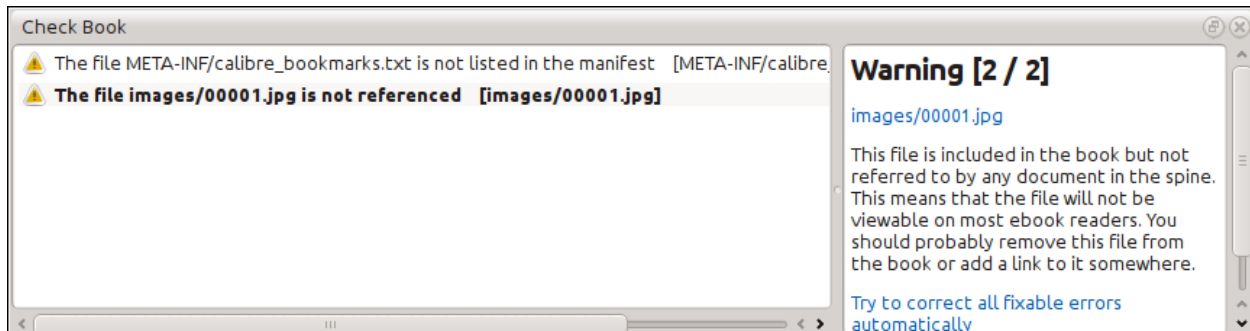 Check Book
The file META-INF/calibre_bookmarks.txt is not listed in the manifest [META-INF/calibre_
The file images/00001.jpg is not referenced [images/00001.jpg]
Warning [2 / 2]
images/00001.jpg
This file is included in the book but not
referred to by any document in the spine.
This means that the file will not be
viewable on most ebook readers. You
should probably remove this file from
the book or add a link to it somewhere.
Try to correct all fixable errors
automatically